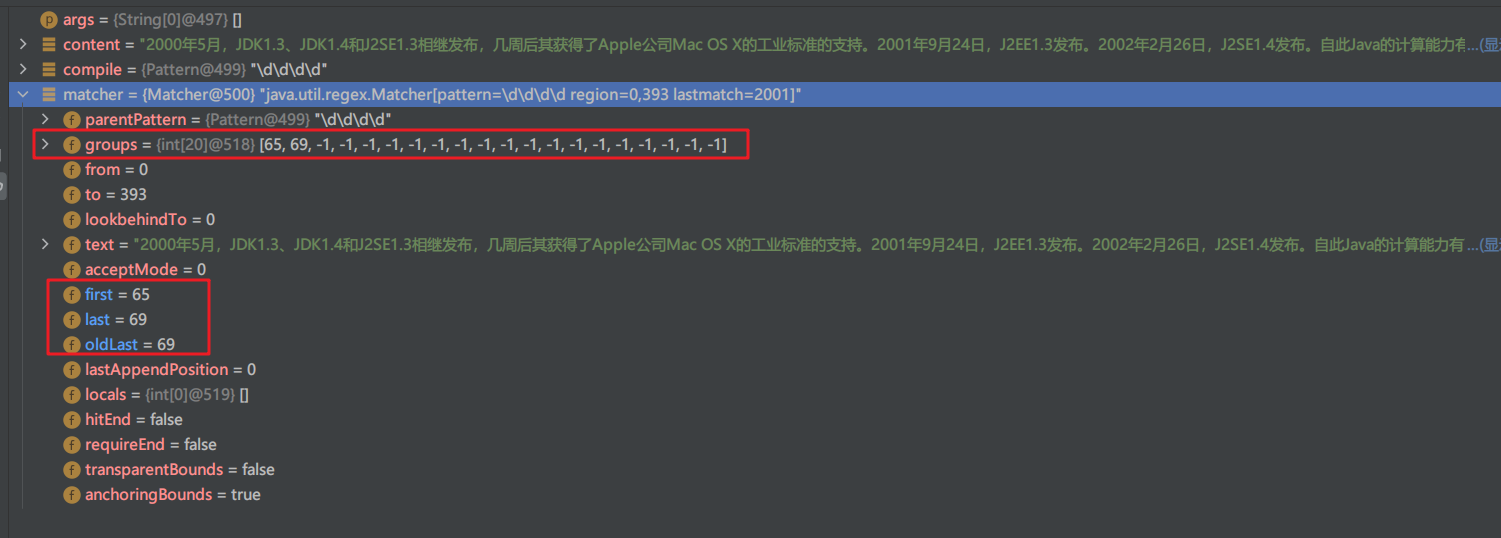 p args = {String[0]@497} []
content = "2000年5月，JDK1.3、JDK1.4和J2SE1.3相继发布，几周后其获得了Apple公司Mac OS X的工业标准的支持。2001年9月24日，J2EE1.3发布。2002年2月26日，J2SE1.4发布。自此Java的计算能力有...(显
compile = {Pattern@499} "\d\d\d\d"
matcher = {Matcher@500} "java.util.regex.Matcher[pattern=\d\d\d\d region=0,393 lastmatch=2001]"
f parentPattern = {Pattern@499} "\d\d\d\d"
f groups = {int[20]@518} [65, 69, -1, -1, -1, -1, -1, -1, -1, -1, -1, -1, -1, -1, -1, -1, -1, -1, -1, -1]
f from = 0
f to = 393
f lookbehindTo = 0
f text = "2000年5月，JDK1.3、JDK1.4和J2SE1.3相继发布，几周后其获得了Apple公司Mac OS X的工业标准的支持。2001年9月24日，J2EE1.3发布。2002年2月26日，J2SE1.4发布。自此Java的计算能力有 ...(显
f acceptMode = 0
f first = 65
f last = 69
f oldLast = 69
f lastAppendPosition = 0
f locals = {int[0]@519} []
f hitEnd = false
f requireEnd = false
f transparentBounds = false
f anchoringBounds = true